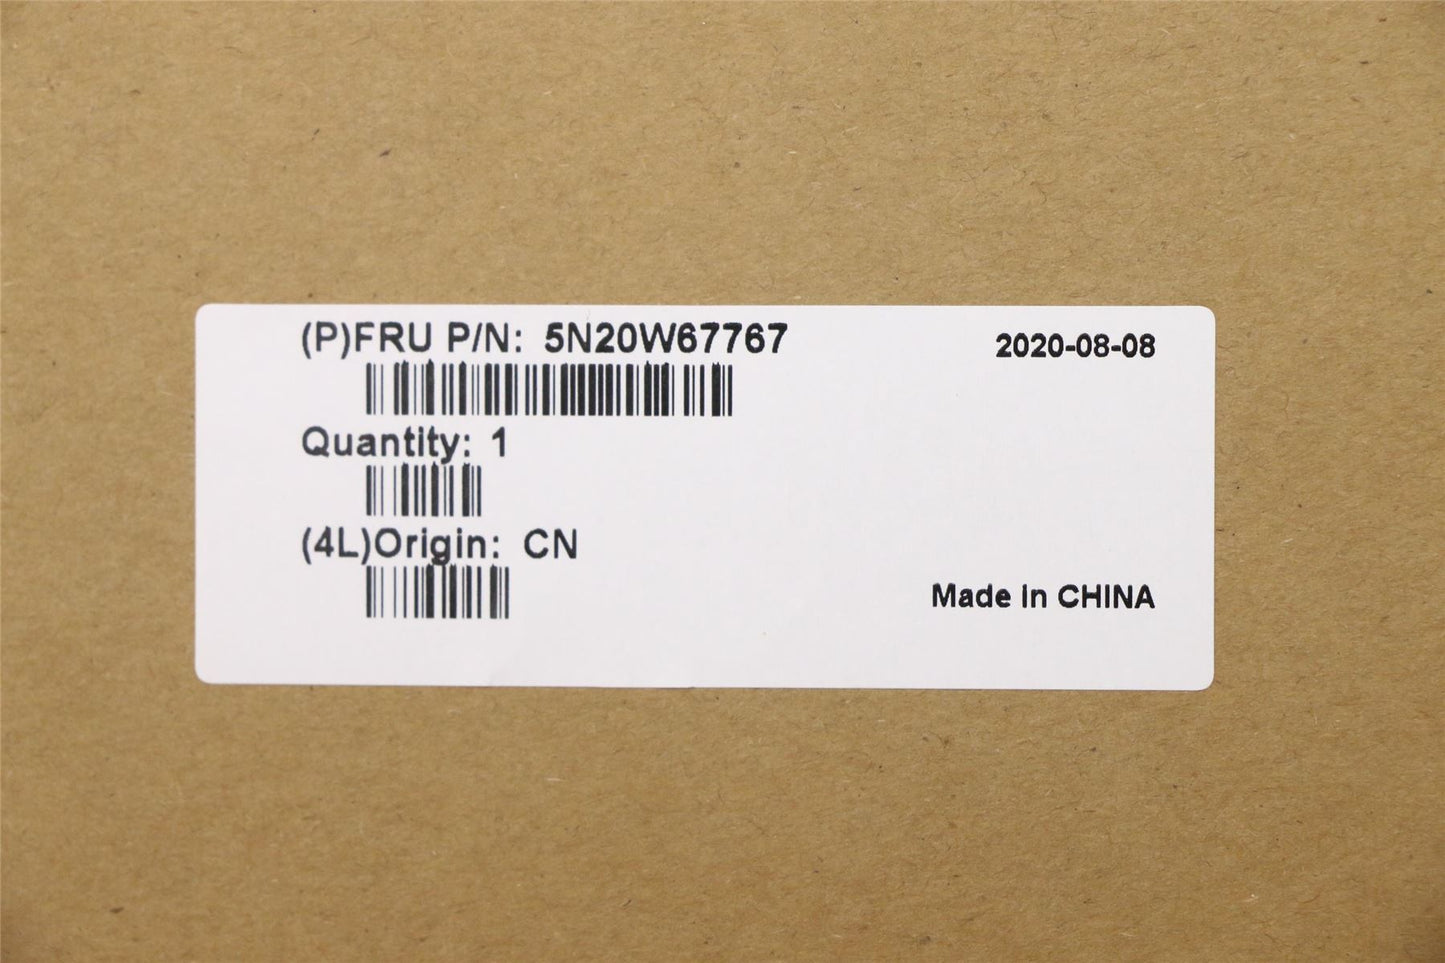 (P)FRU P/N: 5N20W67767
2020-08-08
Quantity: 1
(4L)Origin: CN
Made In CHINA